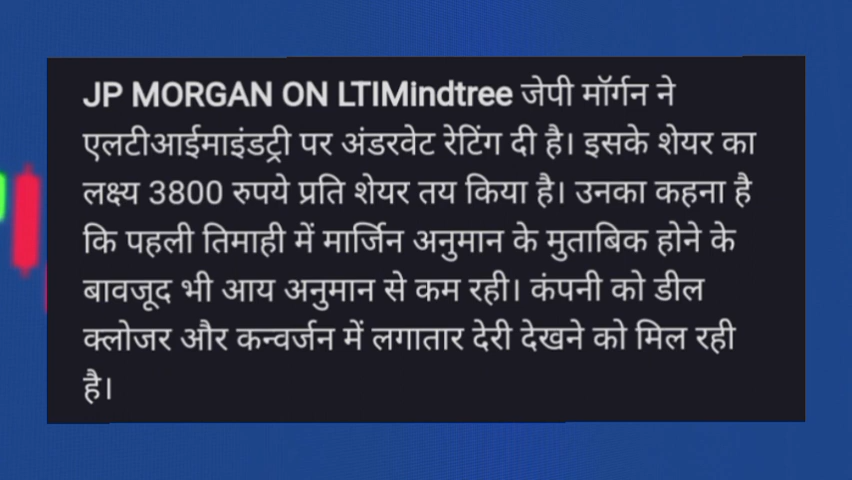 JP MORGAN ON LTIMindtree जेपी मॉर्गन ने
एलटीआईमाइंडट्री पर अंडरवेट रेटिंग दी है। इसके शेयर का
लक्ष्य 3800 रुपये प्रति शेयर तय किया है। उनका कहना है
कि पहली तिमाही में मार्जिन अनुमान के मुताबिक होने के
बावजूद भी आय अनुमान से कम रही। कंपनी को डील
क्लोजर और कन्वर्जन में लगातार देरी देखने को मिल रही
है।